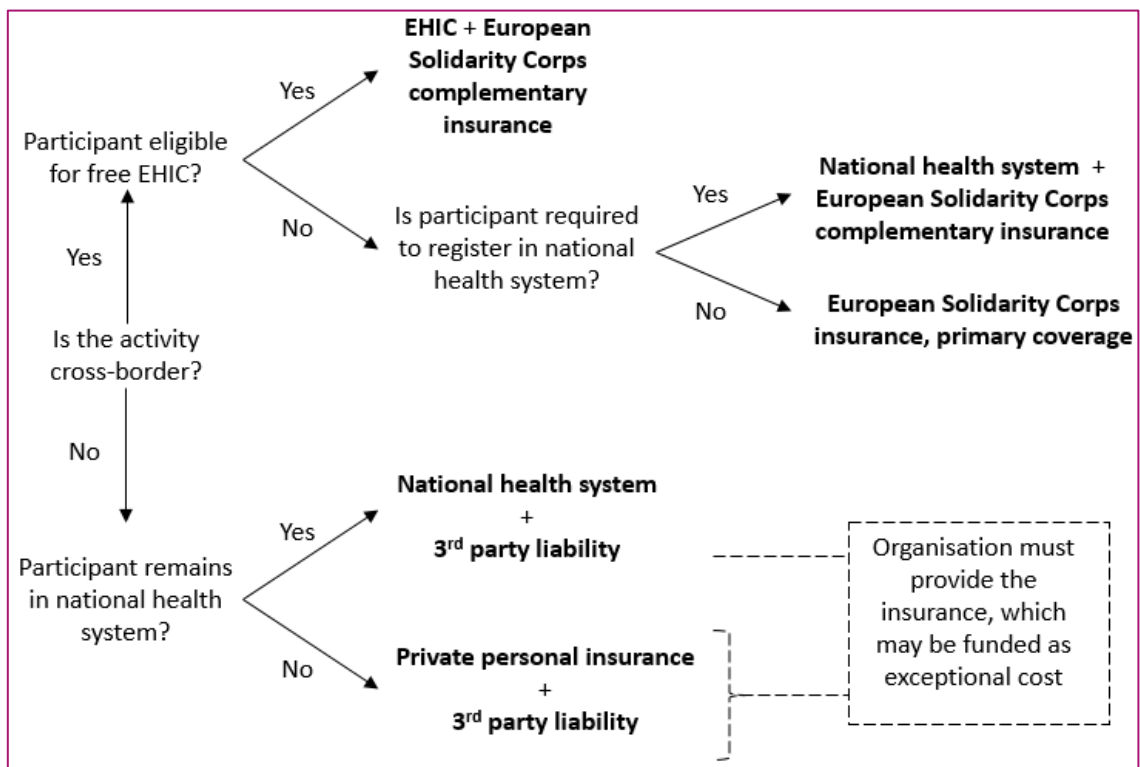 EHIC + European
Solidarity Corps
complementary
insurance
Yes
Participant eligible
for free EHIC?
No
Is participant required
to register in national
health system?
Yes
National health system +
European Solidarity Corps
complementary insurance
No
European Solidarity Corps
insurance, primary coverage
Yes
Is the activity
cross-border?
No
Participant remains
in national health
system?
Yes
National health system
+
3rd party liability
No
Private personal insurance
+
3rd party liability
Organisation must
provide the
insurance, which
may be funded as
exceptional cost